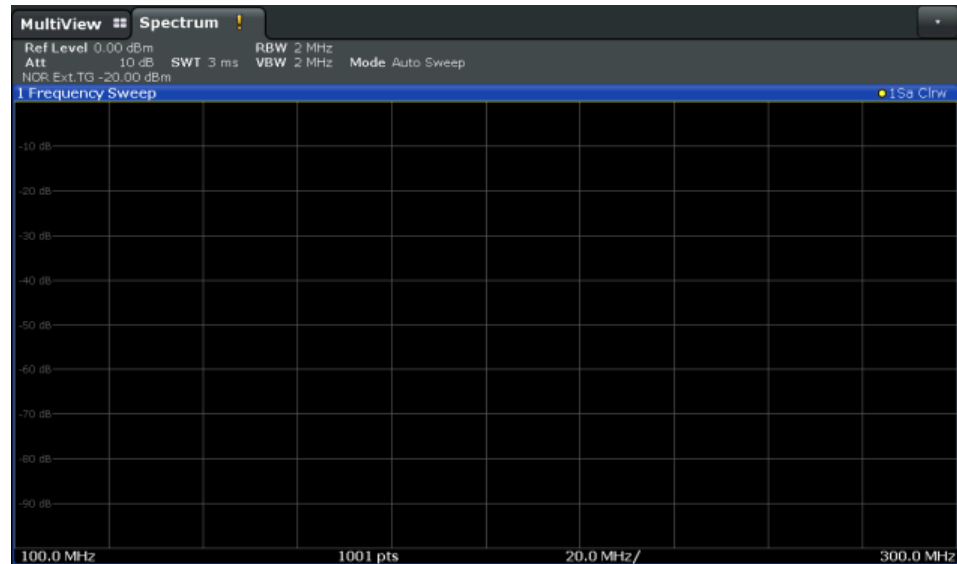 MultiView Spectrum !
Ref Level 0.00 dBm RBW 2 MHz
Att 10 dB SWT 3 ms VBW 2 MHz Mode Auto Sweep
NOR Ext.TG -20.00 dBm
1 Frequency Sweep 1Sa Clrw
-10 dB
-20 dB
-30 dB
-40 dB
-50 dB
-60 dB
-70 dB
-80 dB
-90 dB
100.0 MHz 1001 pts 20.0 MHz/ 300.0 MHz